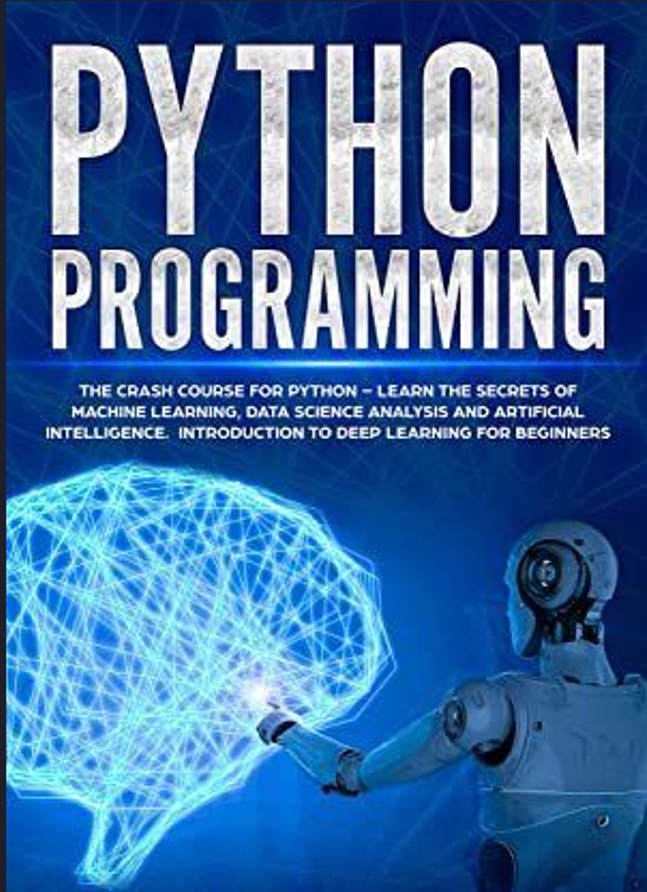 PYTHON
PROGRAMMING
THE CRASH COURSE FOR PYTHON – LEARN THE SECRETS OF
MACHINE LEARNING, DATA SCIENCE ANALYSIS AND ARTIFICIAL
INTELLIGENCE.  INTRODUCTION TO DEEP LEARNING FOR BEGINNERS